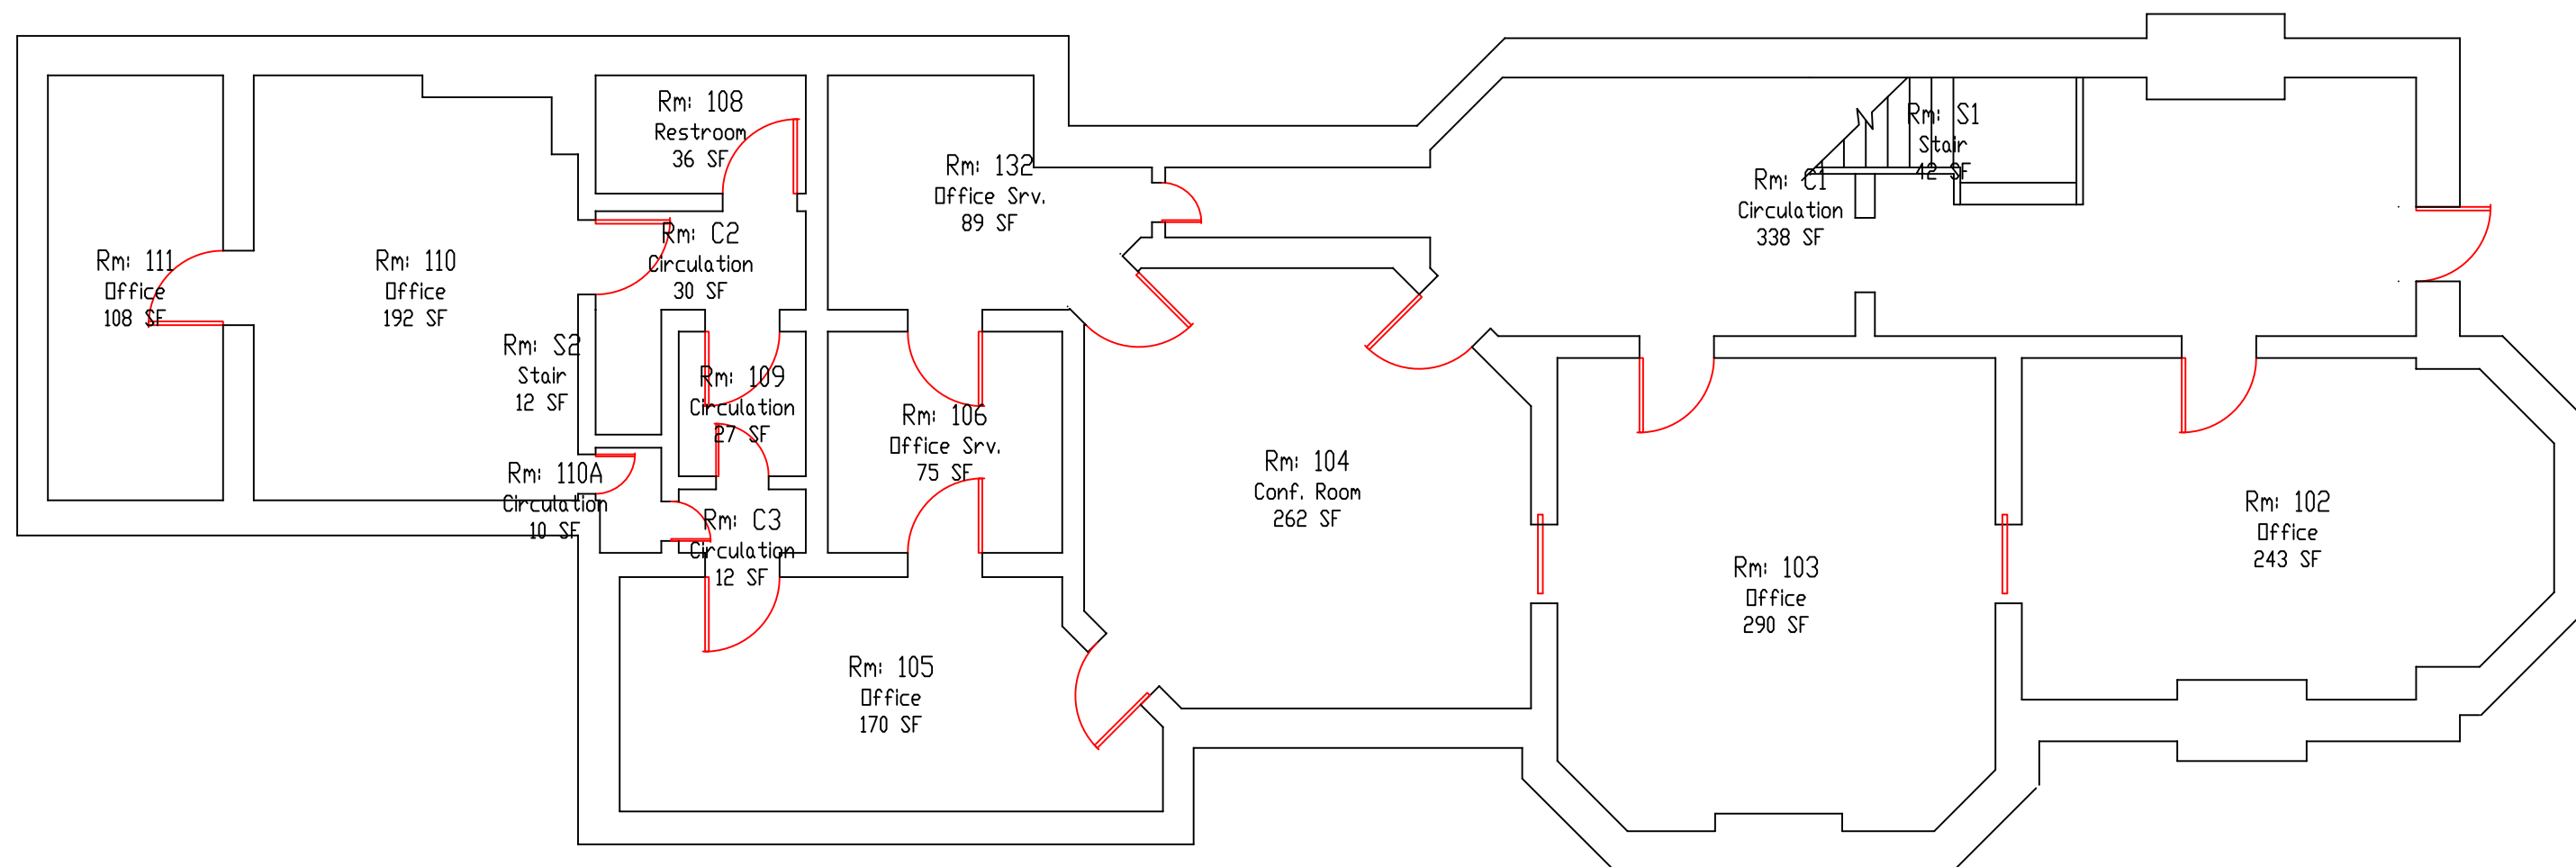 Rm: 108
Restroom
36 SF
Rm: S1
Stair
42 SF
Rm: 132
Office Srv.
89 SF
Rm: C1
Circulation
338 SF
Rm: C2
Circulation
30 SF
Rm: 111
Office
108 SF
Rm: 110
Office
192 SF
Rm: S2
Stair
12 SF
Rm: 109
Circulation
27 SF
Rm: 106
Office Srv.
75 SF
Rm: 104
Conf. Room
262 SF
Rm: 110A
Circulation
10 SF
Rm: C3
Circulation
12 SF
Rm: 102
Office
243 SF
Rm: 103
Office
290 SF
Rm: 105
Office
170 SF